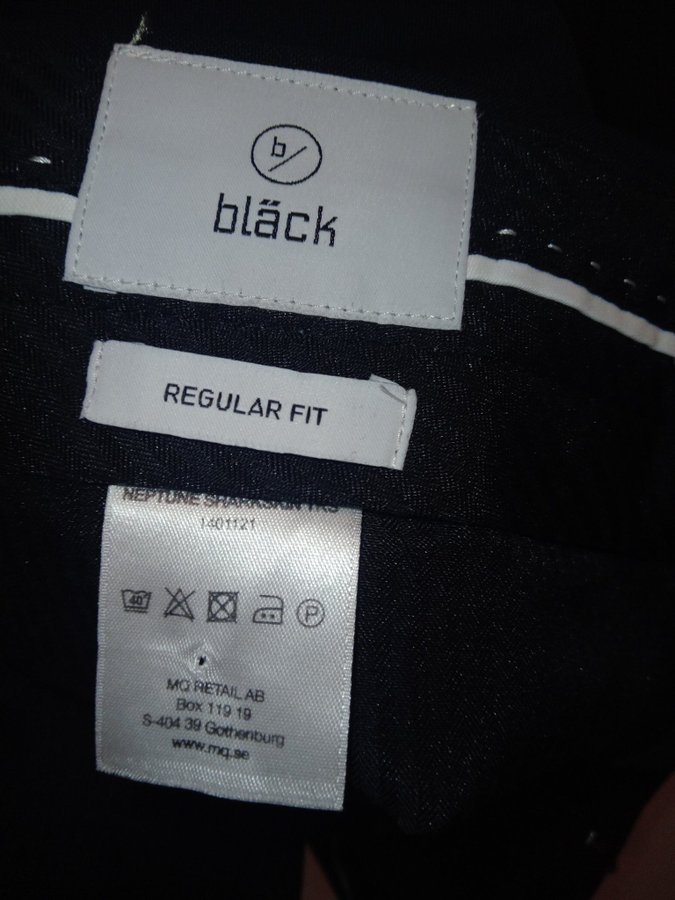 b/
bläck
REGULAR FIT
NEPTUNE SHARKSKIN TRS
1401121
40°
P
MQ RETAIL AB
Box 119 19
S-404 39 Gothenburg
www.mq.se